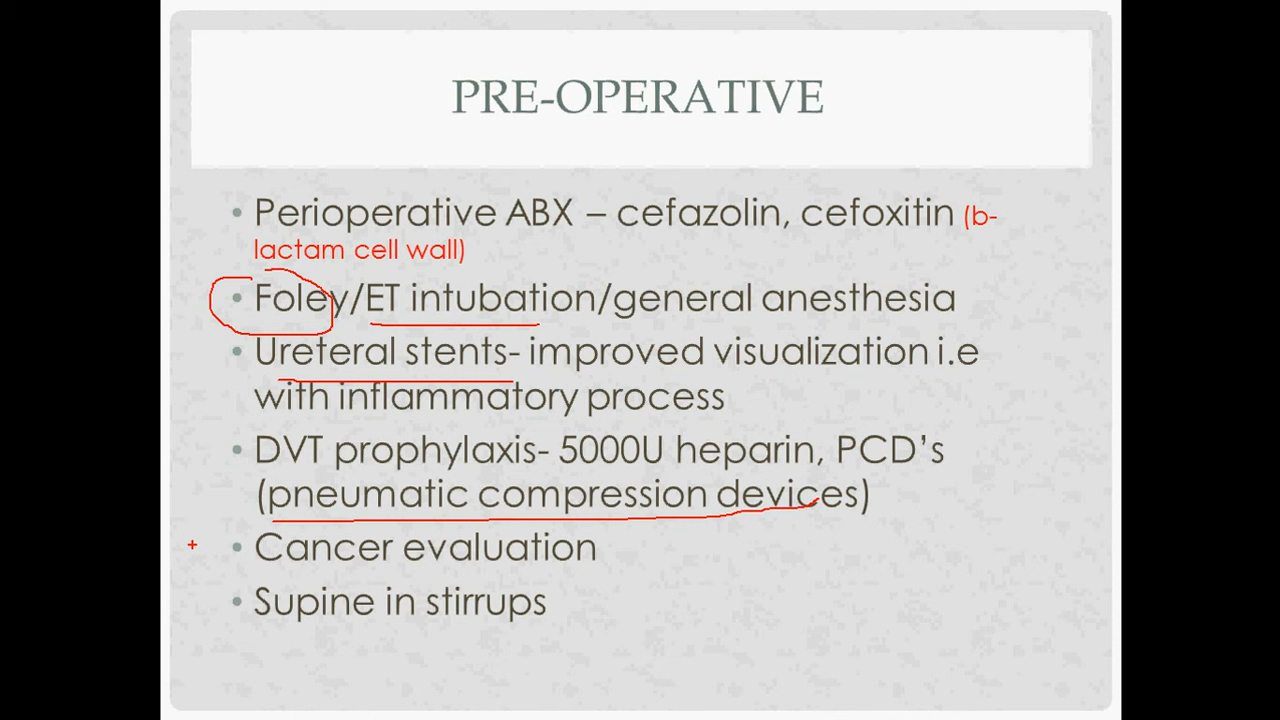 PRE-OPERATIVE
• Perioperative ABX – cefazolin, cefoxitin (b-
lactam cell wall)
• Foley/ET intubation/general anesthesia
• Ureteral stents- improved visualization i.e
with inflammatory process
• DVT prophylaxis- 5000U heparin, PCD’s
(pneumatic compression devices)
• Cancer evaluation
• Supine in stirrups